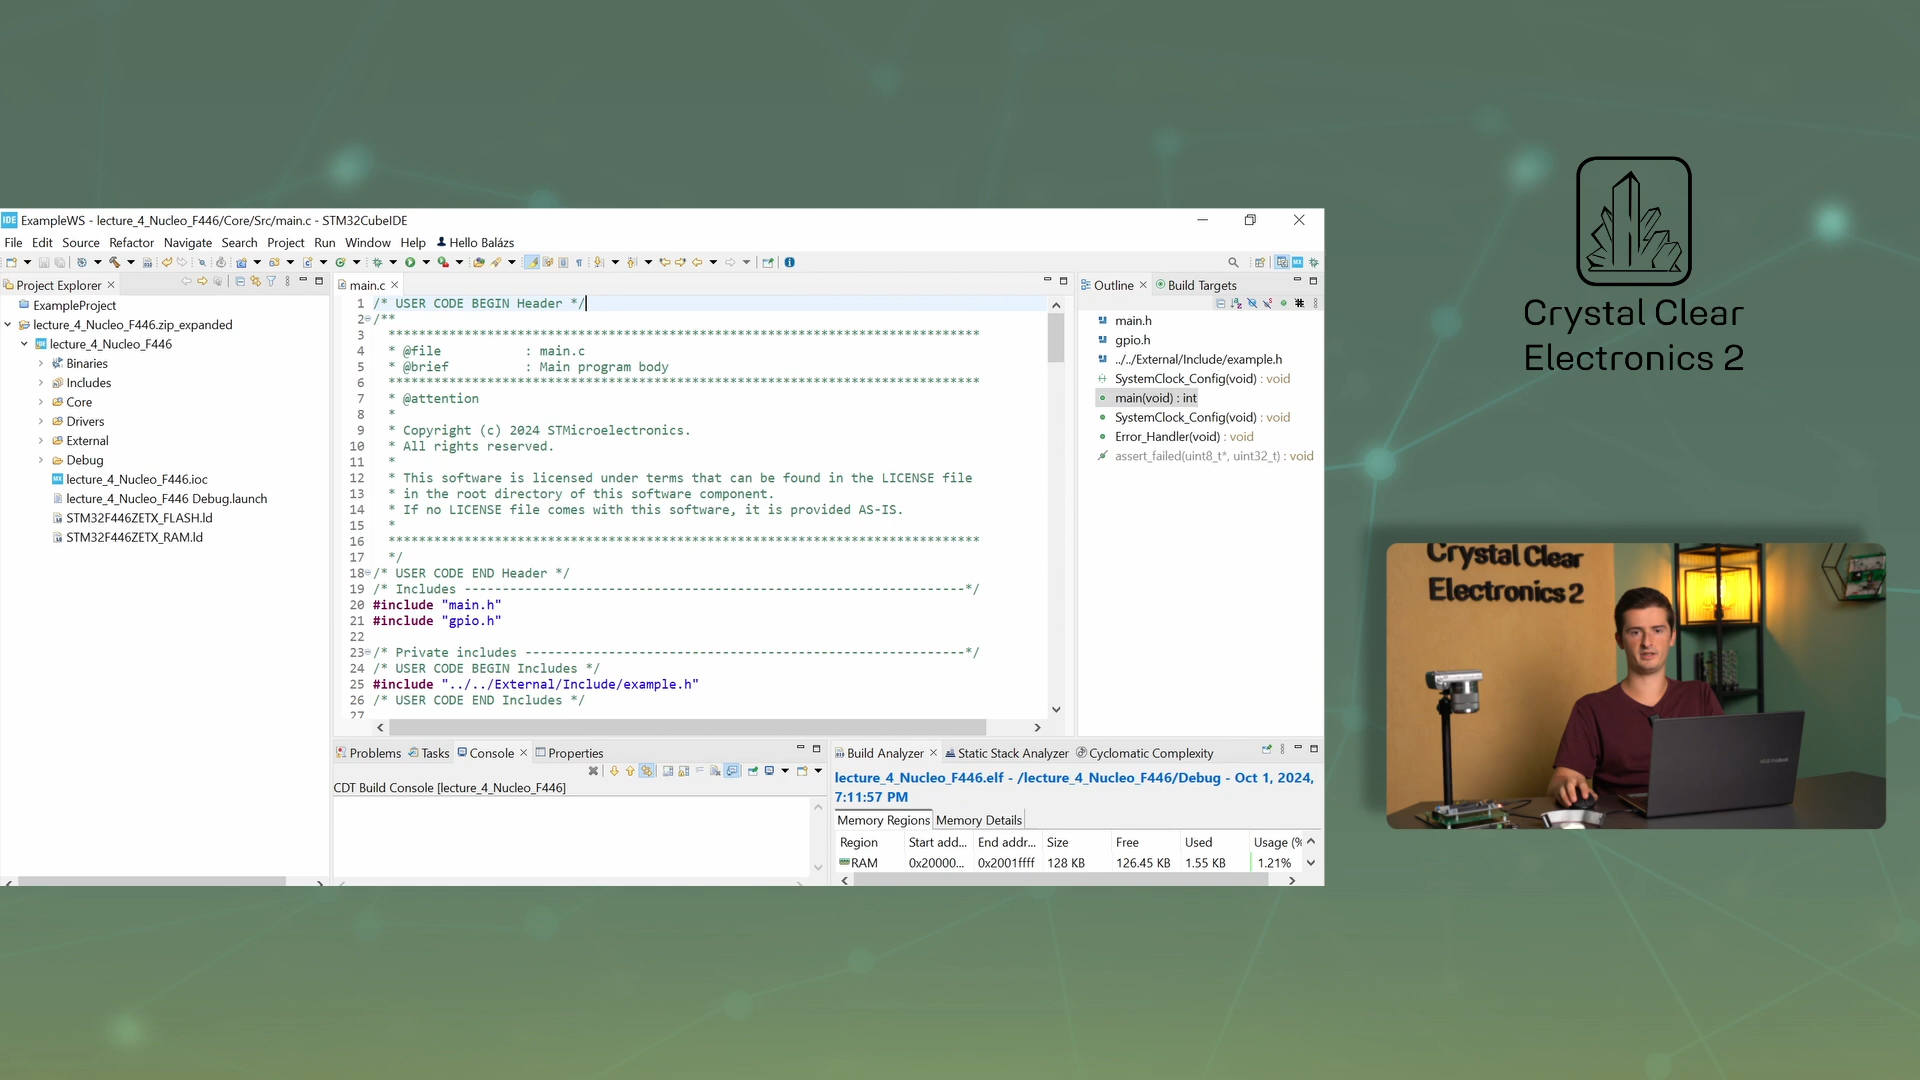 ExampleWS - lecture_4_Nucleo_F446/Core/Src/main.c - STM32CubeIDE
File Edit Source Refactor Navigate Search Project Run Window Help Hello Balázs
Project Explorer
ExampleProject
lecture_4_Nucleo_F446.zip_expanded
lecture_4_Nucleo_F446
Binaries
Includes
Core
Drivers
External
Debug
lecture_4_Nucleo_F446.ioc
lecture_4_Nucleo_F446 Debug.launch
STM32F446ZETX_FLASH.ld
STM32F446ZETX_RAM.ld
main.c
1 /* USER CODE BEGIN Header */
2 /**
3 ******************************************************************************
4 * @file : main.c
5 * @brief : Main program body
6 ******************************************************************************
7 * @attention
8 *
9 * Copyright (c) 2024 STMicroelectronics.
10 * All rights reserved.
11 *
12 * This software is licensed under terms that can be found in the LICENSE file
13 * in the root directory of this software component.
14 * If no LICENSE file comes with this software, it is provided AS-IS.
15 *
16 ******************************************************************************
17 */
18 /* USER CODE END Header */
19 /* Includes ------------------------------------------------------------------*/
20 #include "main.h"
21 #include "gpio.h"
22
23 /* Private includes ----------------------------------------------------------*/
24 /* USER CODE BEGIN Includes */
25 #include "../../External/Include/example.h"
26 /* USER CODE END Includes */
27
Outline Build Targets
main.h
gpio.h
../../External/Include/example.h
SystemClock_Config(void) : void
main(void) : int
SystemClock_Config(void) : void
Error_Handler(void) : void
assert_failed(uint8_t*, uint32_t) : void
Problems Tasks Console Properties
CDT Build Console [lecture_4_Nucleo_F446]
Build Analyzer Static Stack Analyzer Cyclomatic Complexity
lecture_4_Nucleo_F446.elf - /lecture_4_Nucleo_F446/Debug - Oct 1, 2024,
7:11:57 PM
Memory Regions Memory Details
Region Start add... End addr... Size Free Used Usage (%
RAM 0x20000... 0x2001ffff 128 KB 126.45 KB 1.55 KB 1.21%
Crystal Clear
Electronics 2
Crystal Clear
Electronics 2